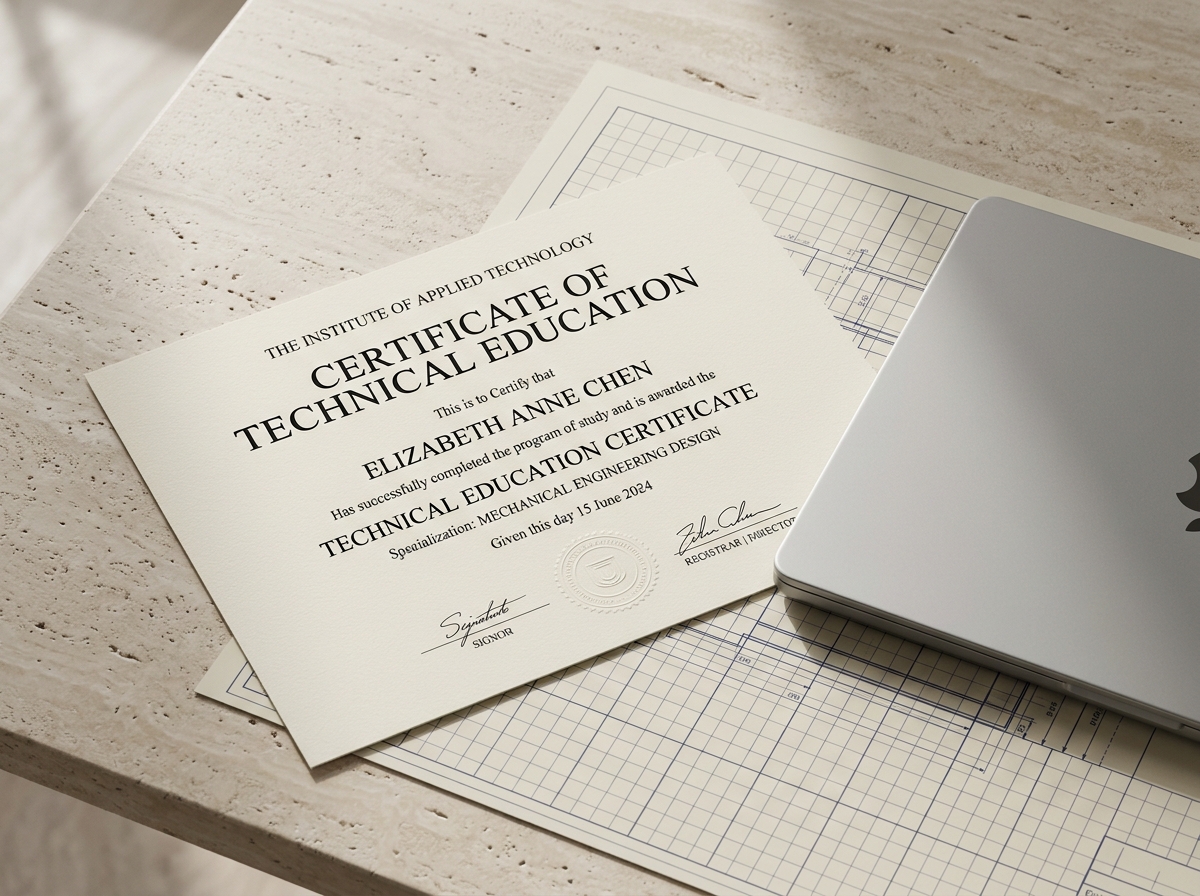 THE INSTITUTE OF APPLIED TECHNOLOGY
CERTIFICATE OF
TECHNICAL EDUCATION
This is to Certify that
ELIZABETH ANNE CHEN
Has successfully completed the program of study and is awarded the
TECHNICAL EDUCATION CERTIFICATE
Specialization: MECHANICAL ENGINEERING DESIGN
Given this day 15 June 2024
REGISTRAR |
SIGNOR